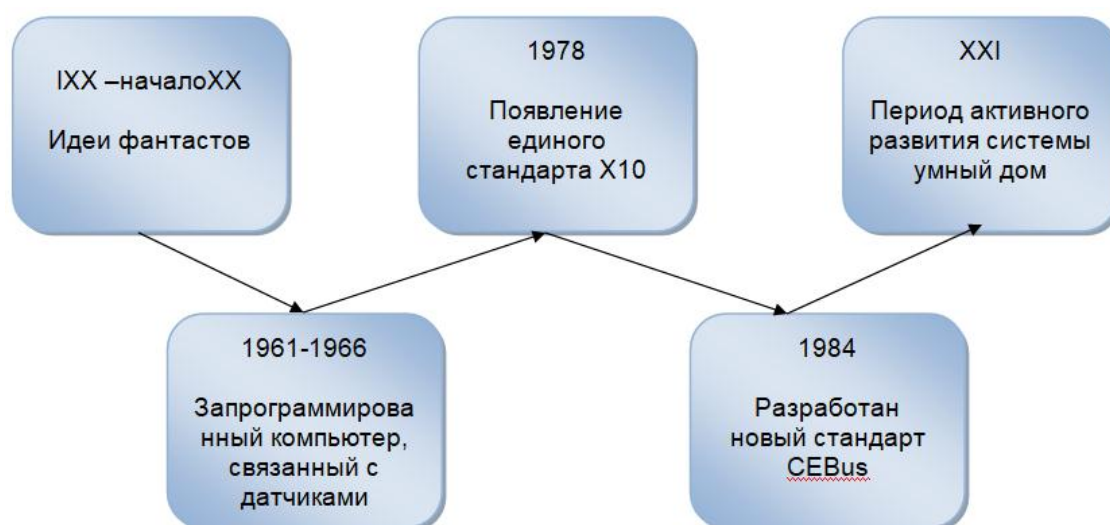 IXX –началоXX
Идеи фантастов
1961-1966
Запрограммирова
нный компьютер,
связанный с
датчиками
1978
Появление
единого
стандарта X10
1984
Разработан
новый стандарт
CEBus
XXI
Период активного
развития системы
умный дом